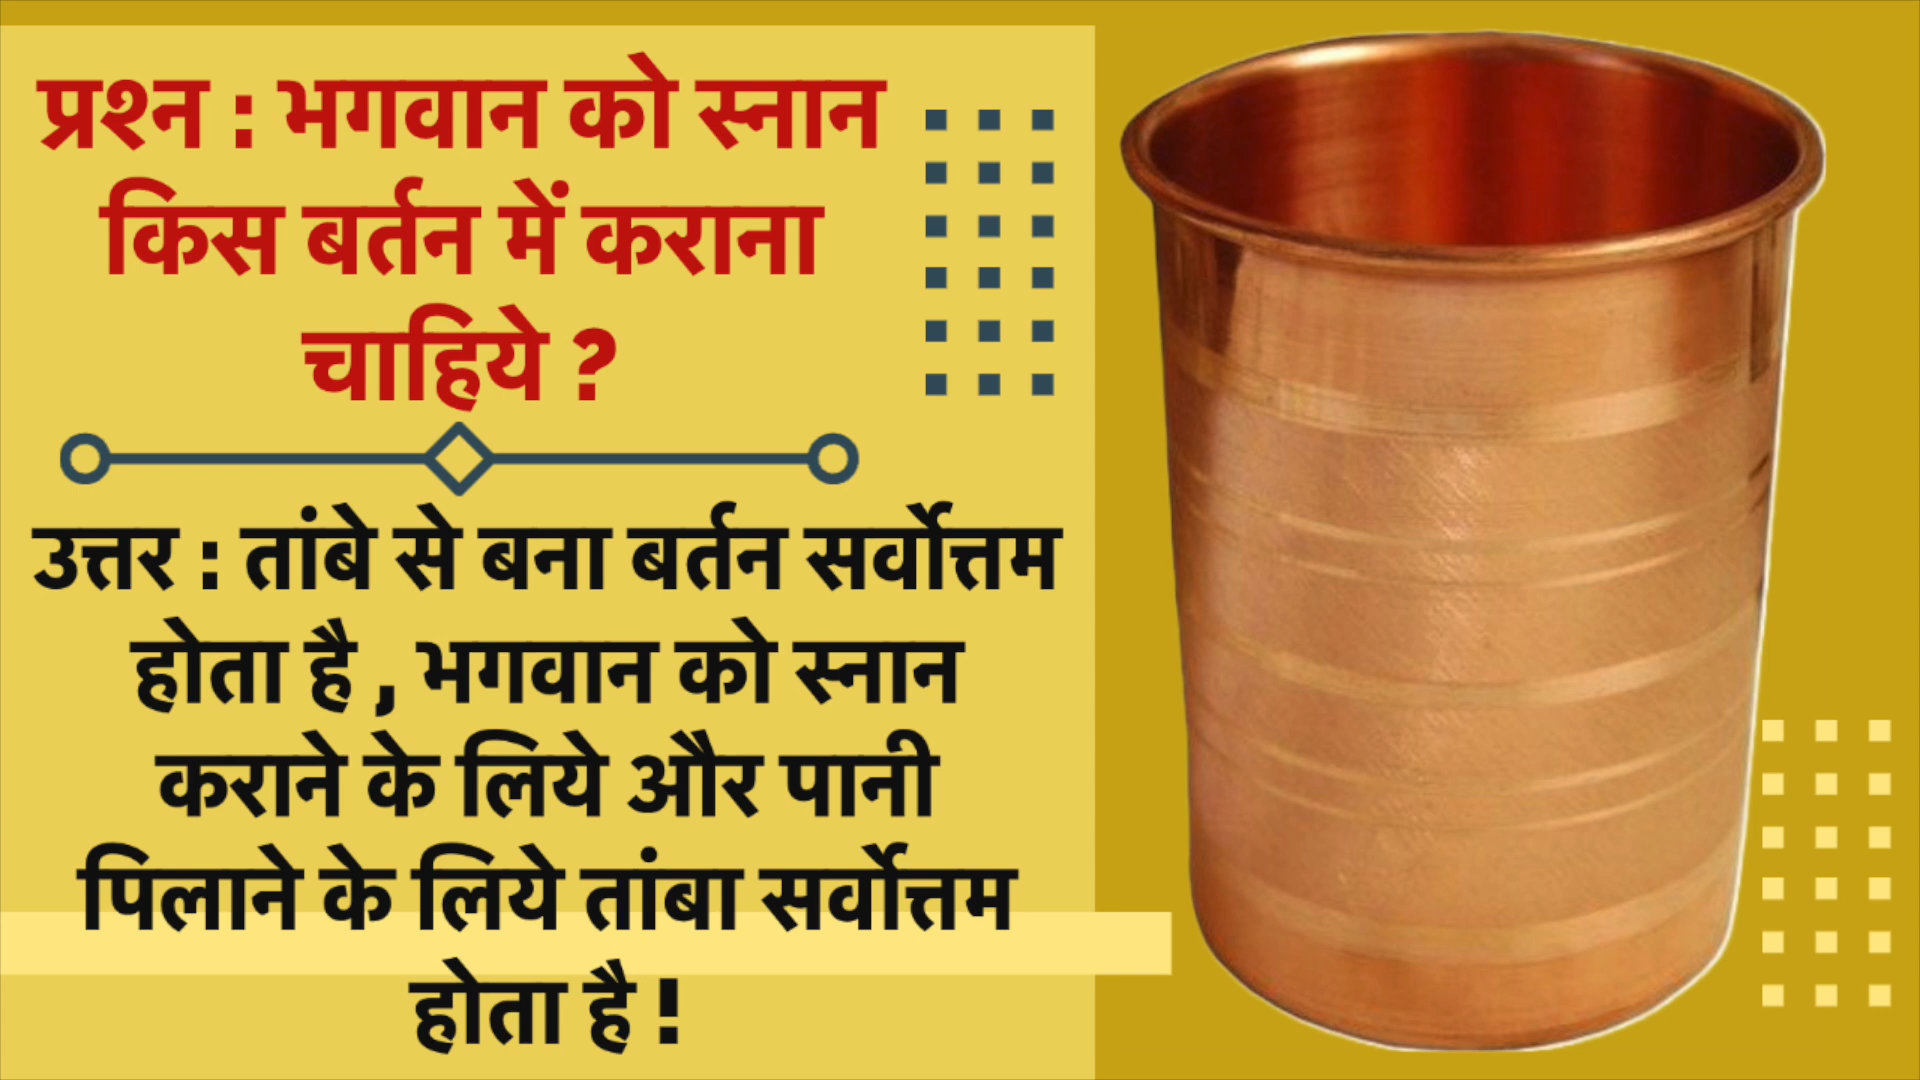 प्रश्न : भगवान को स्नान
किस बर्तन में कराना
चाहिये ?
उत्तर : तांबे से बना बर्तन सर्वोत्तम
होता है , भगवान को स्नान
कराने के लिये और पानी
पिलाने के लिये तांबा सर्वोत्तम
होता है !